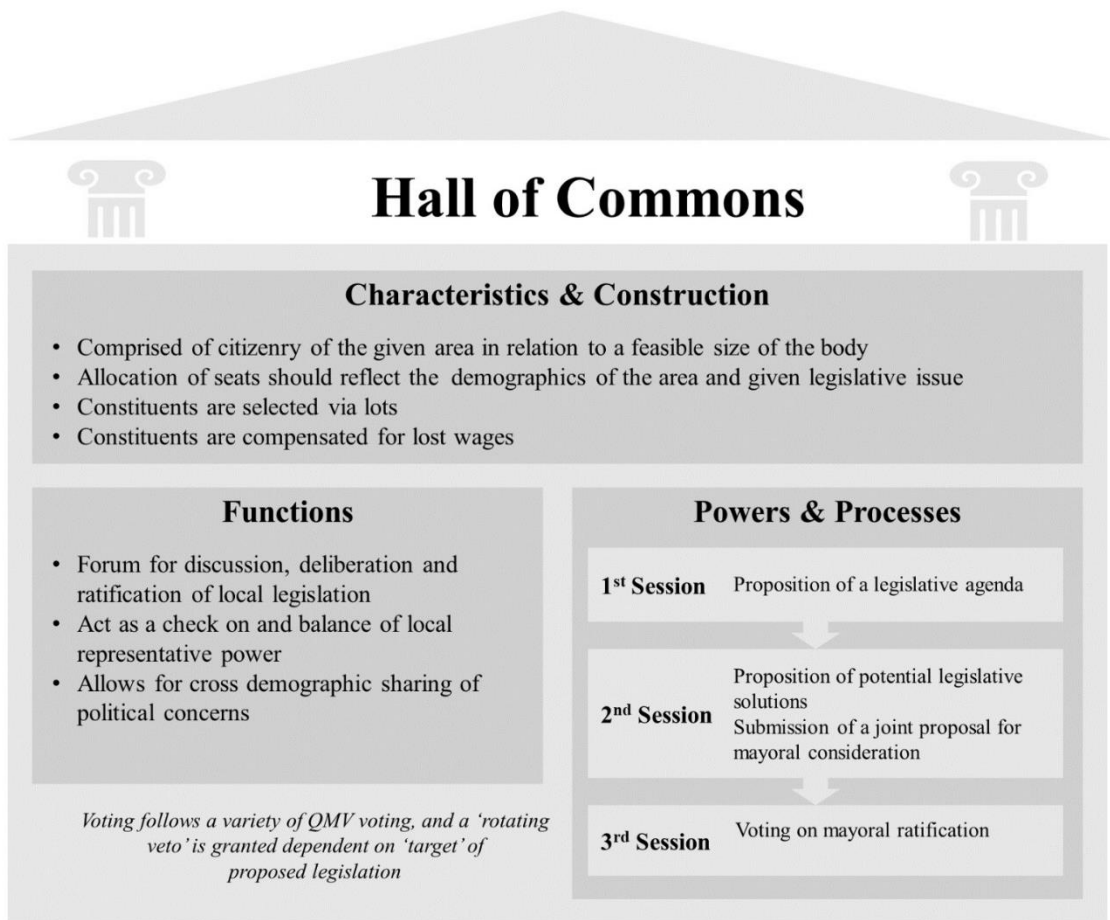 Hall of Commons
Characteristics & Construction
• Comprised of citizenry of the given area in relation to a feasible size of the body
• Allocation of seats should reflect the demographics of the area and given legislative issue
• Constituents are selected via lots
• Constituents are compensated for lost wages
Functions
• Forum for discussion, deliberation and
ratification of local legislation
• Act as a check on and balance of local
representative power
• Allows for cross demographic sharing of
political concerns
Voting follows a variety of QMV voting, and a ‘rotating
veto’ is granted dependent on ‘target’ of
proposed legislation
Powers & Processes
1st Session
Proposition of a legislative agenda
2nd Session
Proposition of potential legislative
solutions
Submission of a joint proposal for
mayoral consideration
3rd Session
Voting on mayoral ratification